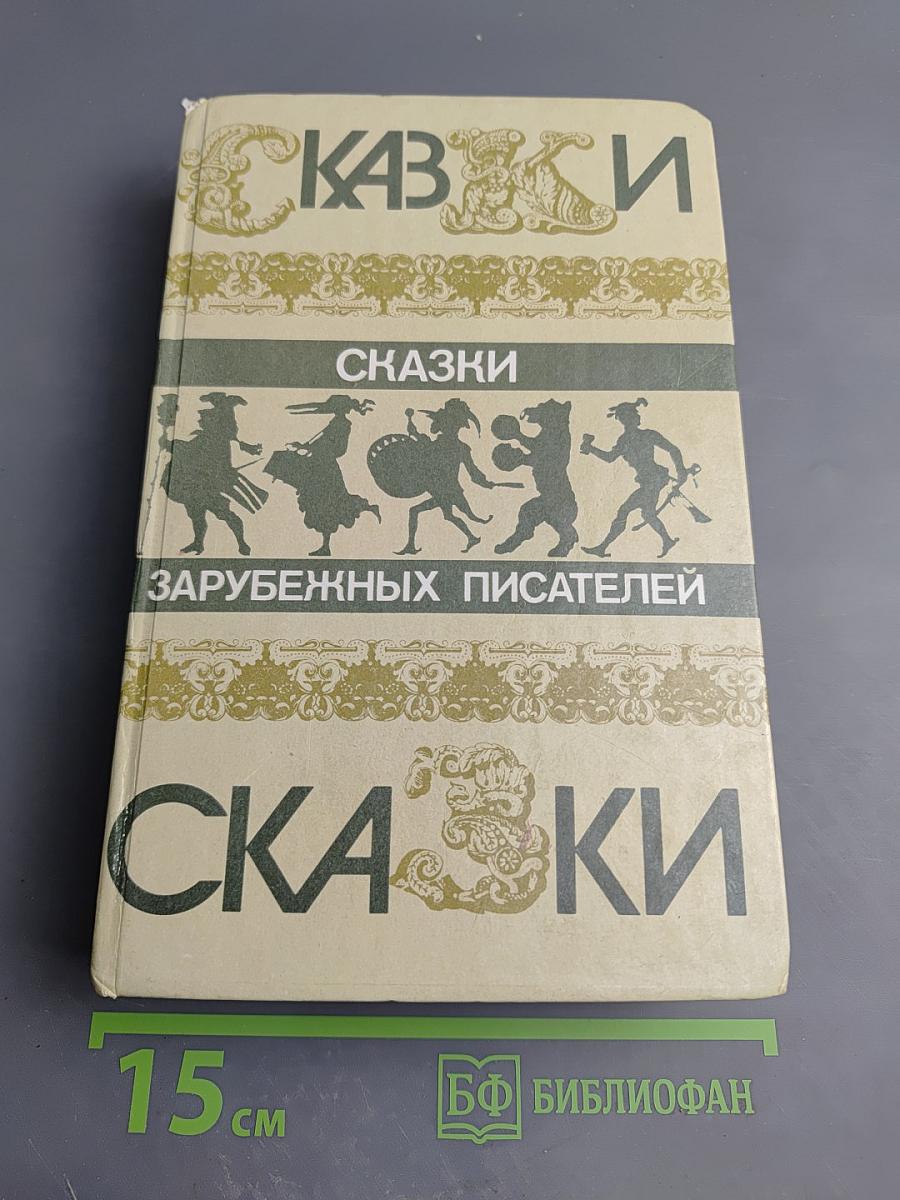 СКАЗКИ
СКАЗКИ
ЗАРУБЕЖНЫХ ПИСАТЕЛЕЙ
СКАЗКИ
15 см
БФ БИБЛИОФАН